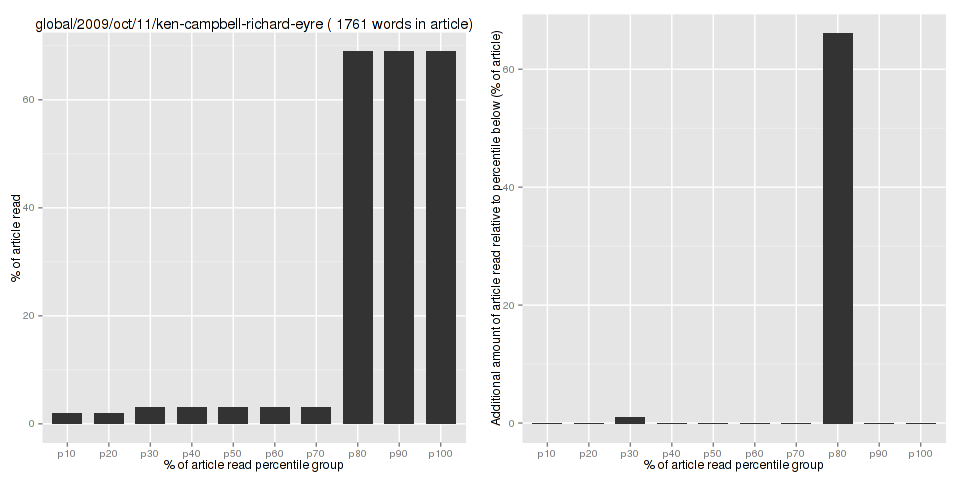 global/2009/oct/11/ken-campbell-richard-eyre ( 1761 words in article)
% of article read
60
40
20
0
p10 p20 p30 p40 p50 p60 p70 p80 p90 p100
% of article read percentile group
Additional amount of article read relative to percentile below (% of article)
60
40
20
0
p10 p20 p30 p40 p50 p60 p70 p80 p90 p100
% of article read percentile group